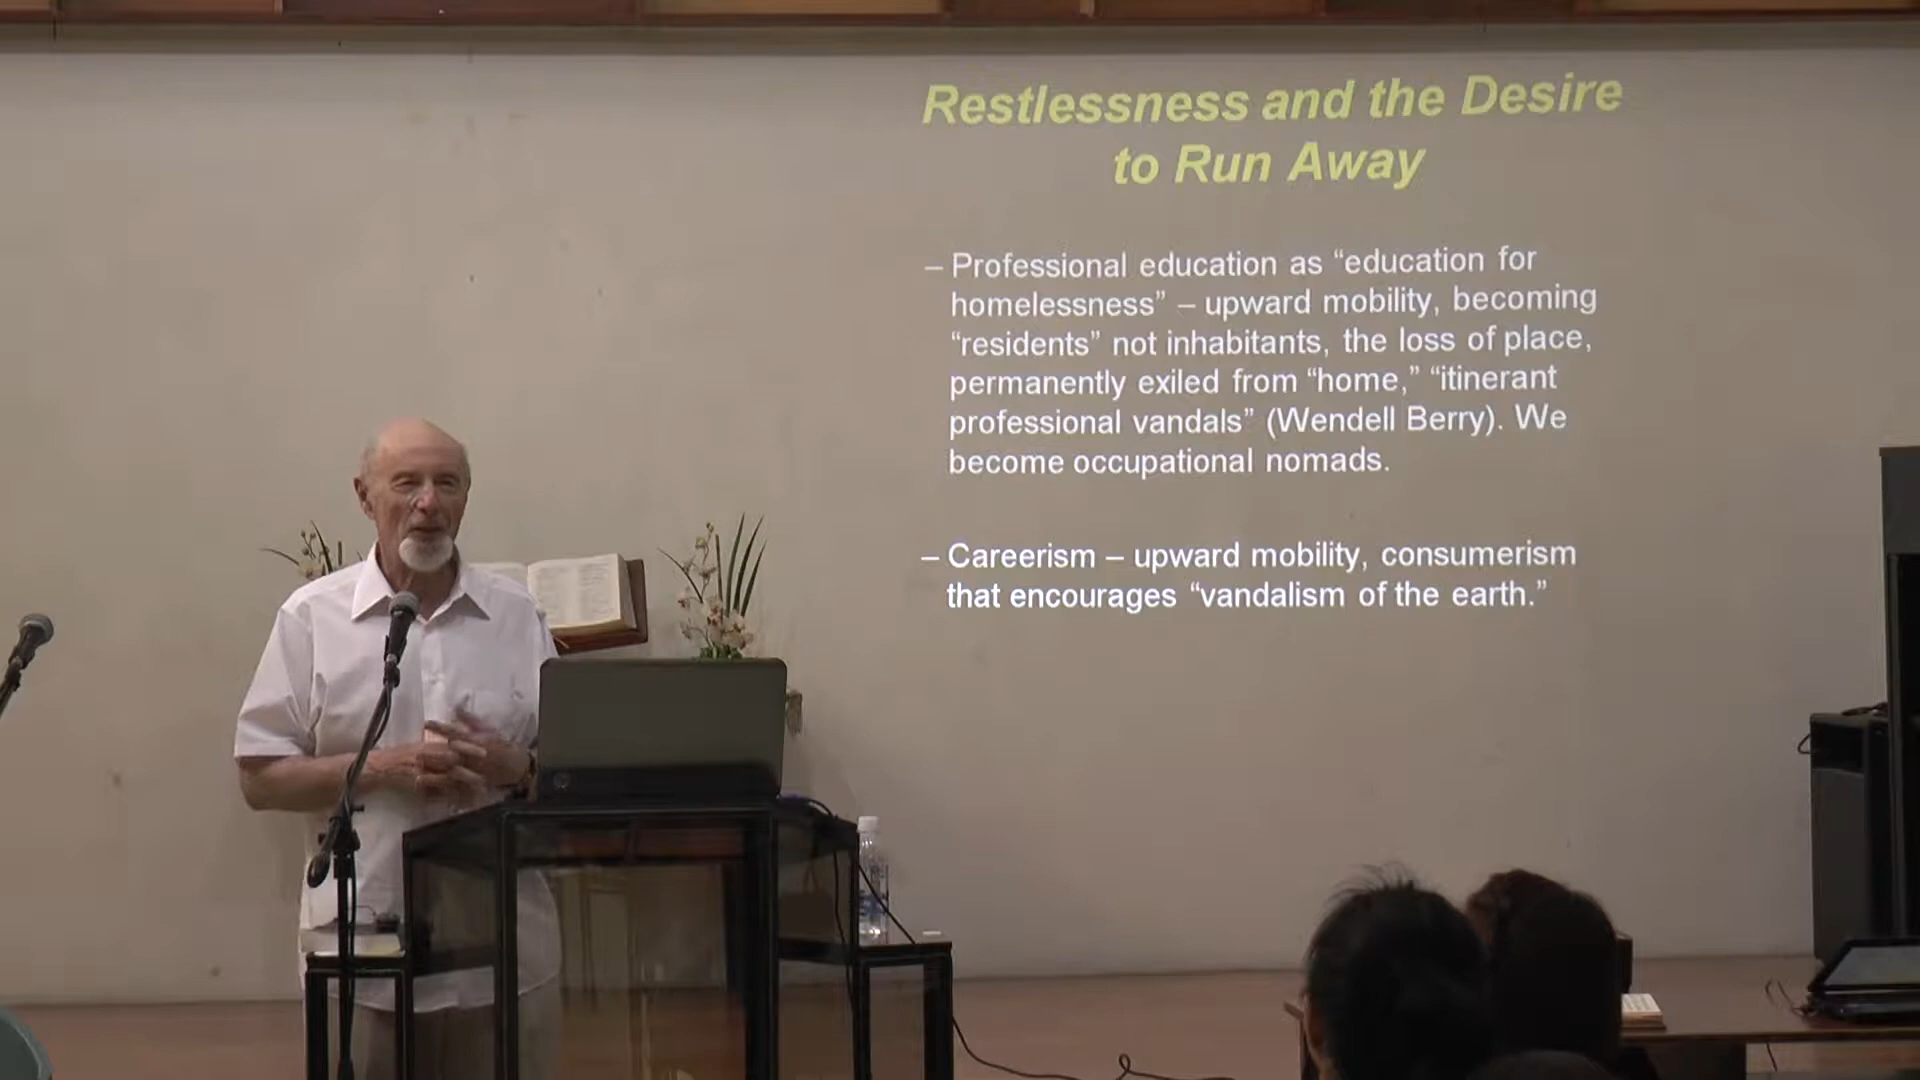 Restlessness and the Desire
to Run Away
– Professional education as “education for
homelessness” – upward mobility, becoming
“residents” not inhabitants, the loss of place,
permanently exiled from “home,” “itinerant
professional vandals” (Wendell Berry). We
become occupational nomads.
– Careerism – upward mobility, consumerism
that encourages “vandalism of the earth.”